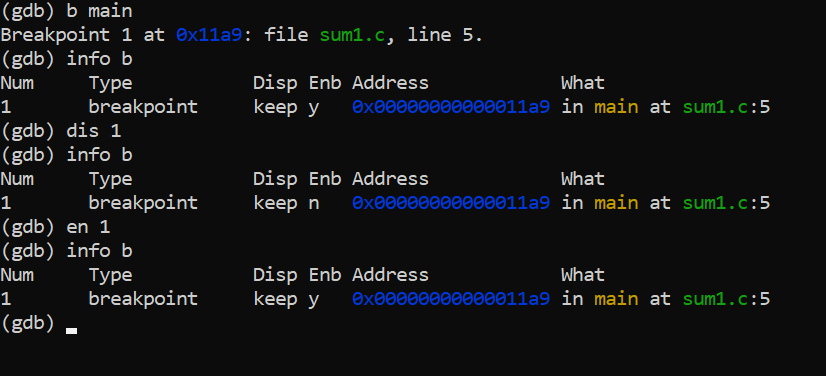 (gdb) b main
Breakpoint 1 at 0x11a9: file sum1.c, line 5.
(gdb) info b
Num     Type           Disp Enb Address            What
1       breakpoint     keep y   0x00000000000011a9 in main at sum1.c:5
(gdb) dis 1
(gdb) info b
Num     Type           Disp Enb Address            What
1       breakpoint     keep n   0x00000000000011a9 in main at sum1.c:5
(gdb) en 1
(gdb) info b
Num     Type           Disp Enb Address            What
1       breakpoint     keep y   0x00000000000011a9 in main at sum1.c:5
(gdb)